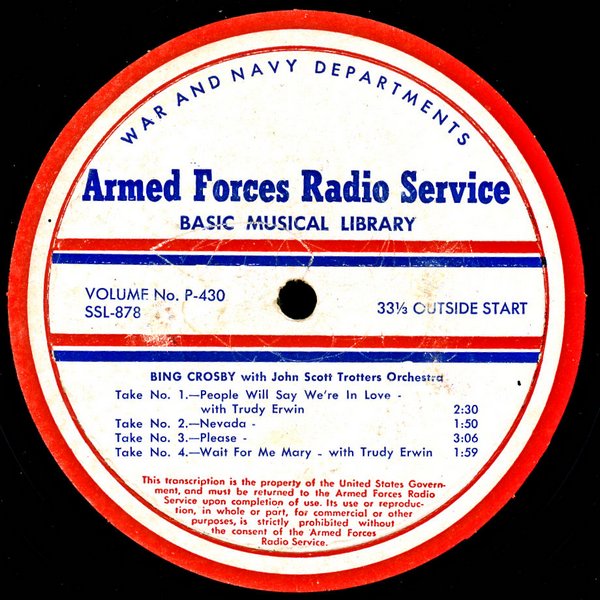 WAR AND NAVY DEPARTMENTS
Armed Forces Radio Service
BASIC MUSICAL LIBRARY
VOLUME No. P-430
SSL-878
33⅓ OUTSIDE START
BING CROSBY with John Scott Trotters Orchestra
Take No. 1.—People Will Say We're In Love -
with Trudy Erwin 2:30
Take No. 2.—Nevada - 1:50
Take No. 3.—Please - 3:06
Take No. 4.—Wait For Me Mary - with Trudy Erwin 1:59
This transcription is the property of the United States Govern-
ment, and must be returned to the Armed Forces Radio
Service upon completion of use. Its use or reproduc-
tion, in whole or part, for commercial or other
purposes, is strictly prohibited without
the consent of the Armed Forces
Radio Service.